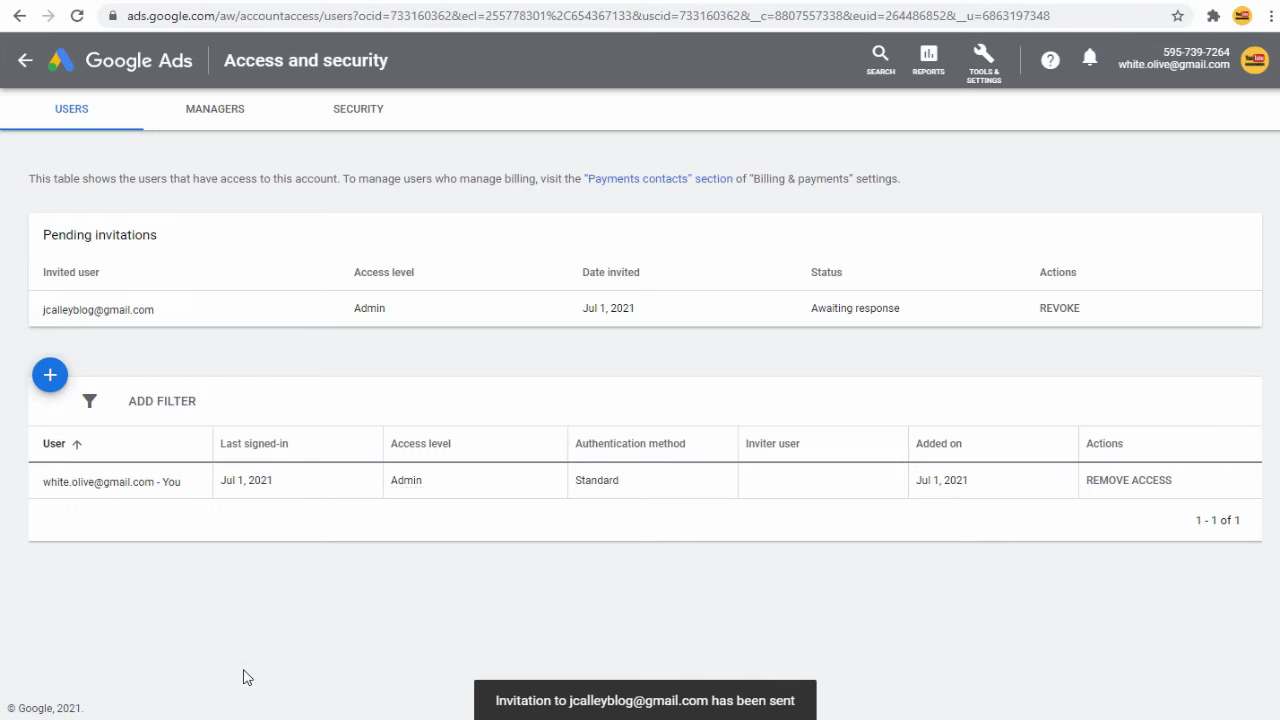 ads.google.com/aw/accountaccess/users?ocid=733160362&ecl=255778301%2C654367133&uscid=733160362&__c=8807557338&euid=264486852&__u=6863197348
Google Ads
Access and security
SEARCH
REPORTS
TOOLS &
SETTINGS
595-739-7264
white.olive@gmail.com
USERS
MANAGERS
SECURITY
This table shows the users that have access to this account. To manage users who manage billing, visit the "Payments contacts" section of "Billing & payments" settings.
Pending invitations
Invited user Access level Date invited Status Actions
jcalleyblog@gmail.com Admin Jul 1, 2021 Awaiting response REVOKE
ADD FILTER
User Last signed-in Access level Authentication method Inviter user Added on Actions
white.olive@gmail.com - You Jul 1, 2021 Admin Standard Jul 1, 2021 REMOVE ACCESS
1 - 1 of 1
Invitation to jcalleyblog@gmail.com has been sent
© Google, 2021.